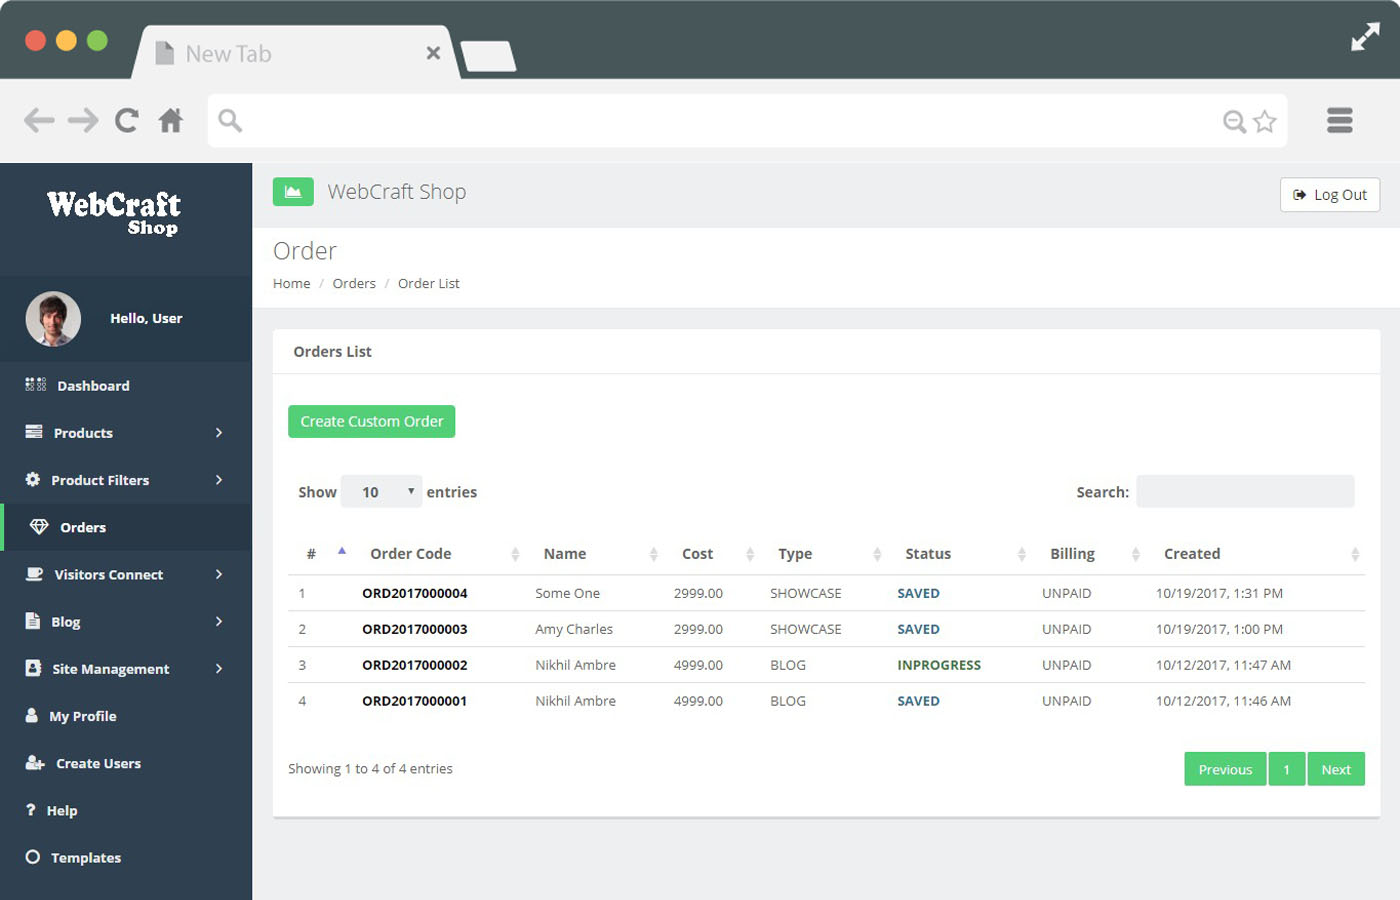 New Tab
WebCraft
Shop
WebCraft Shop
Log Out
Order
Home / Orders / Order List
Hello, User
Dashboard
Products
Product Filters
Orders
Visitors Connect
Blog
Site Management
My Profile
Create Users
? Help
Templates
Orders List
Create Custom Order
Show 10 entries
Search:
# Order Code Name Cost Type Status Billing Created
1 ORD2017000004 Some One 2999.00 SHOWCASE SAVED UNPAID 10/19/2017, 1:31 PM
2 ORD2017000003 Amy Charles 2999.00 SHOWCASE SAVED UNPAID 10/19/2017, 1:00 PM
3 ORD2017000002 Nikhil Ambre 4999.00 BLOG INPROGRESS UNPAID 10/12/2017, 11:47 AM
4 ORD2017000001 Nikhil Ambre 4999.00 BLOG SAVED UNPAID 10/12/2017, 11:46 AM
Showing 1 to 4 of 4 entries
Previous 1 Next